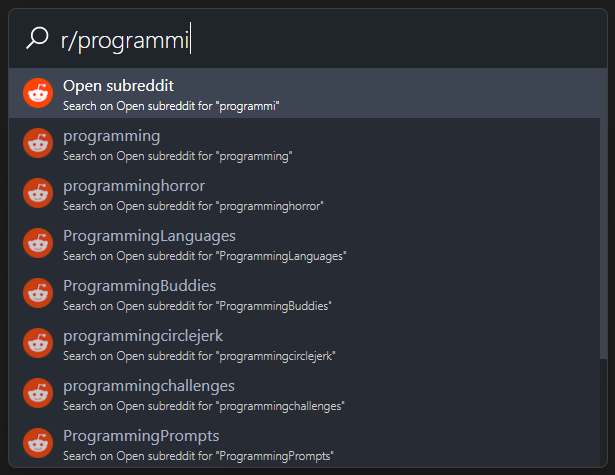 r/programmi
Open subreddit
Search on Open subreddit for "programmi"
programming
Search on Open subreddit for "programming"
programminghorror
Search on Open subreddit for "programminghorror"
ProgrammingLanguages
Search on Open subreddit for "ProgrammingLanguages"
ProgrammingBuddies
Search on Open subreddit for "ProgrammingBuddies"
programmingcirclejerk
Search on Open subreddit for "programmingcirclejerk"
programmingchallenges
Search on Open subreddit for "programmingchallenges"
ProgrammingPrompts
Search on Open subreddit for "ProgrammingPrompts"